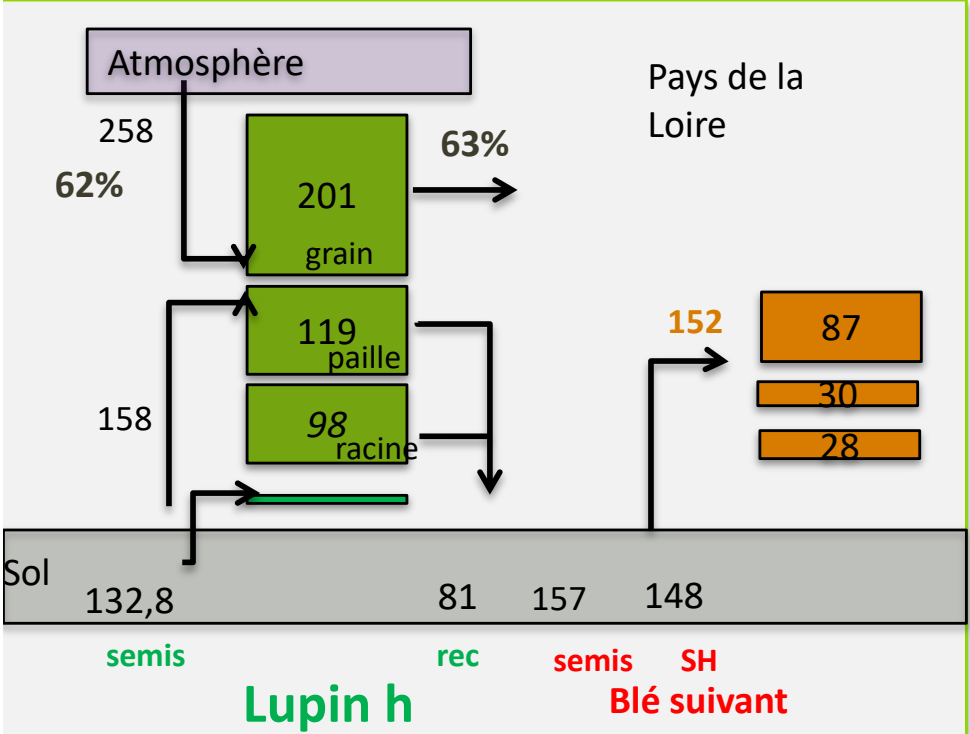 Atmosphère
Pays de la
Loire
258
62%
63%
201
grain
119
paille
98
racine
158
152
87
30
28
Sol
132,8
81
157
148
semis
rec
semis
SH
Lupin h
Blé suivant